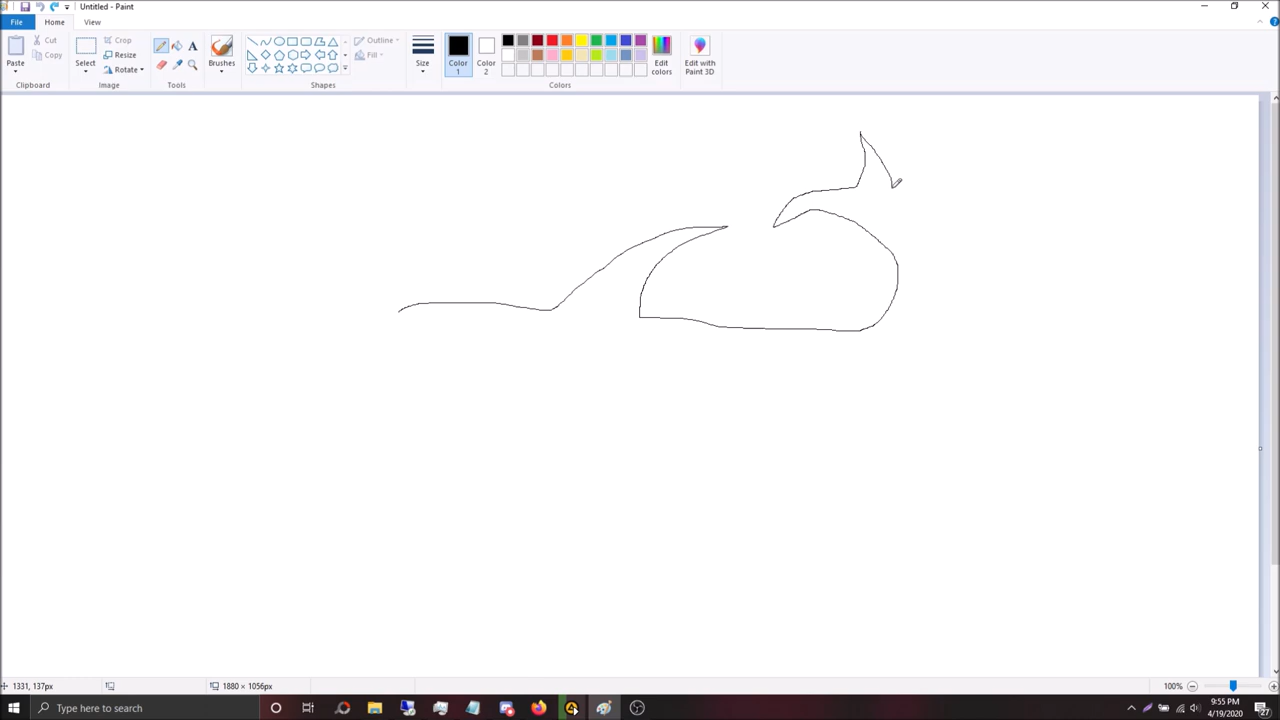 Untitled - Paint
File Home View
Paste
Cut
Copy
Clipboard
Select
Crop
Resize
Rotate
Image
A
Tools
Brushes
Shapes
Outline
Fill
Size
Color 1
Color 2
Edit colors
Colors
Edit with Paint 3D
1331, 137px
1880 × 1056px
100%
Type here to search
9:55 PM
4/19/2020
27